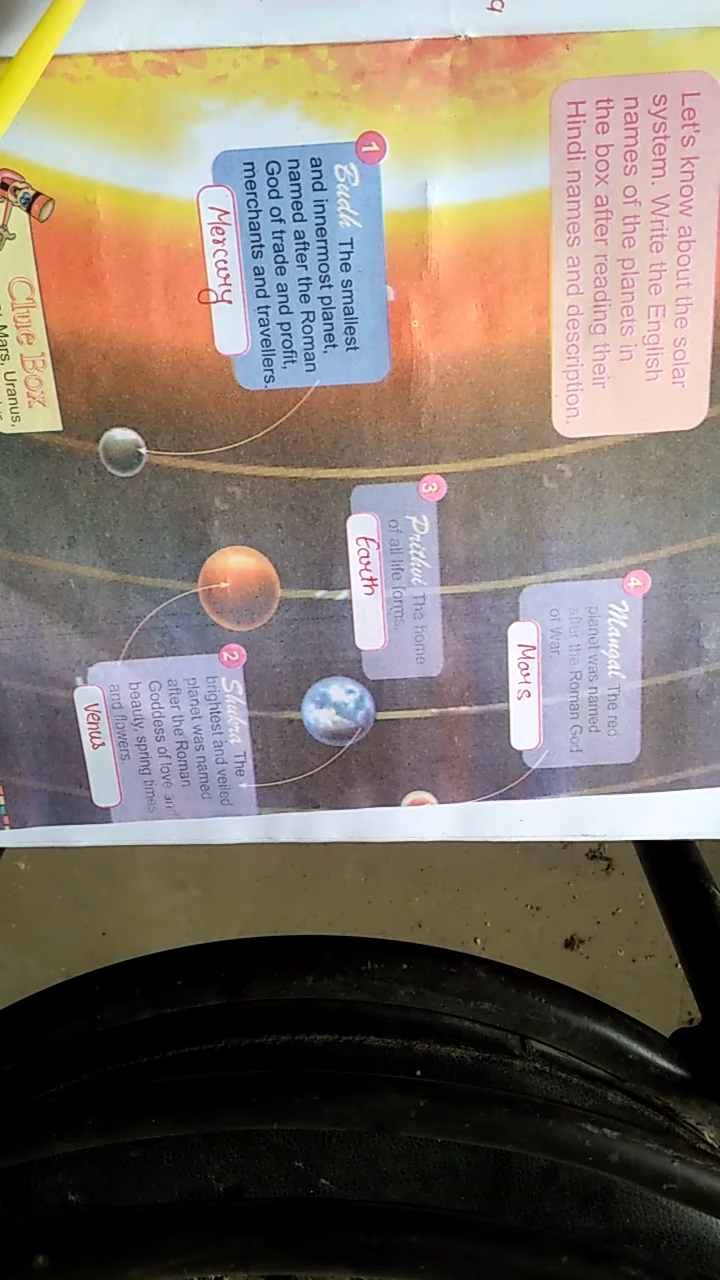 Let's know about the solar
system. Write the English
names of the planets in
the box after reading their
Hindi names and description.
1
Budh The smallest
and innermost planet,
named after the Roman
God of trade and profit,
merchants and travellers.
Mercury
Clue Box
Mars, Uranus,
3
Prithvi The home
of all life forms.
Earth
4
Mangal The red
planet was named
after the Roman God
of War.
Mars
2
Shukra The
brightest and veiled
planet was named
after the Roman
Goddess of love and
beauty, spring times
and flowers.
Venus